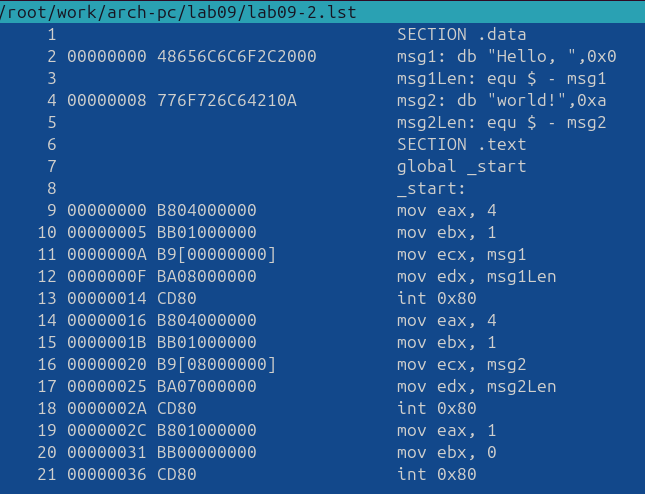 /root/work/arch-pc/lab09/lab09-2.lst
1 SECTION .data
2 00000000 48656C6C6F2C2000 msg1: db "Hello, ",0x0
3 msg1Len: equ $ - msg1
4 00000008 776F726C64210A msg2: db "world!",0xa
5 msg2Len: equ $ - msg2
6 SECTION .text
7 global _start
8 _start:
9 00000000 B804000000 mov eax, 4
10 00000005 BB01000000 mov ebx, 1
11 0000000A B9[00000000] mov ecx, msg1
12 0000000F BA08000000 mov edx, msg1Len
13 00000014 CD80 int 0x80
14 00000016 B804000000 mov eax, 4
15 0000001B BB01000000 mov ebx, 1
16 00000020 B9[08000000] mov ecx, msg2
17 00000025 BA07000000 mov edx, msg2Len
18 0000002A CD80 int 0x80
19 0000002C B801000000 mov eax, 1
20 00000031 BB00000000 mov ebx, 0
21 00000036 CD80 int 0x80